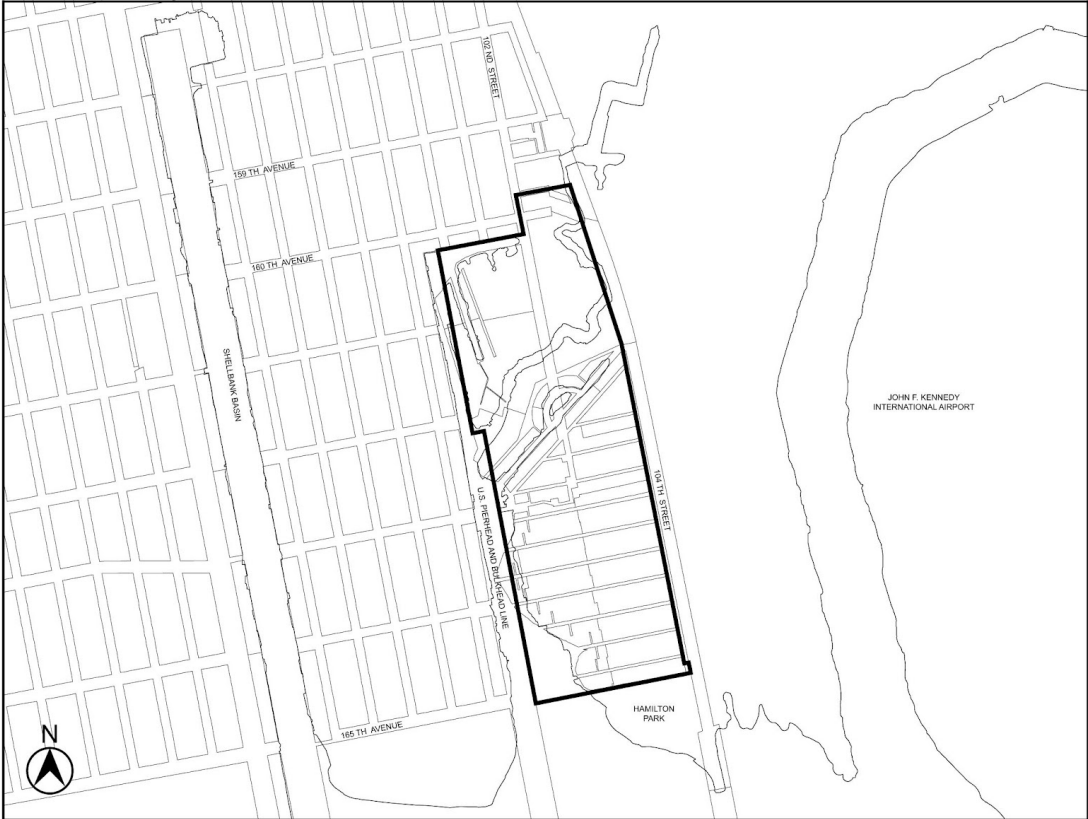 102 ND STREET
159 TH AVENUE
160 TH AVENUE
SHELLBANK BASIN
JOHN F. KENNEDY
INTERNATIONAL AIRPORT
104 TH STREET
U.S. PIERHEAD AND BULKHEAD LINE
HAMILTON
PARK
165 TH AVENUE
N